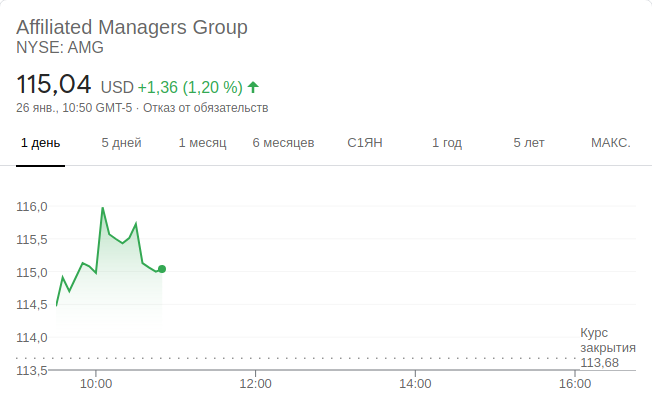 Affiliated Managers Group
NYSE: AMG
115,04 USD +1,36 (1,20 %)
26 янв., 10:50 GMT-5 · Отказ от обязательств
1 день 5 дней 1 месяц 6 месяцев С1ЯН 1 год 5 лет МАКС.
116,0
115,5
115,0
114,5
114,0
Курс
закрытия
113,68
113,5
10:00 12:00 14:00 16:00